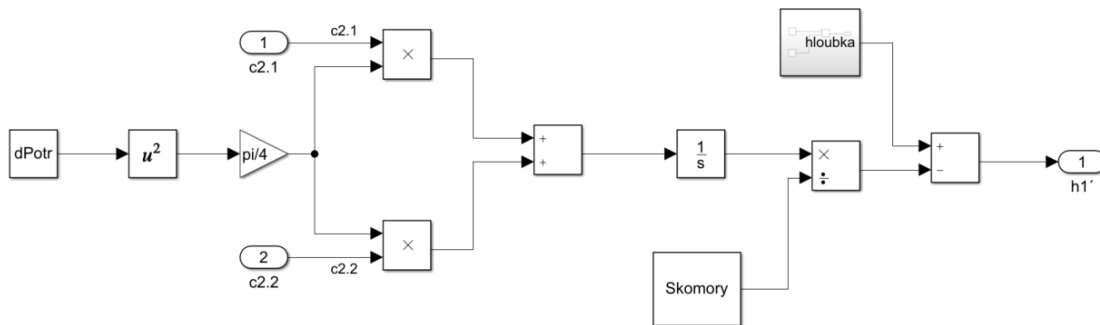 1
c2.1
c2.1
×
hloubka
dPotr
u²
pi/4
+
+
1
s
×
÷
+
−
1
h1´
2
c2.2
c2.2
×
Skomory